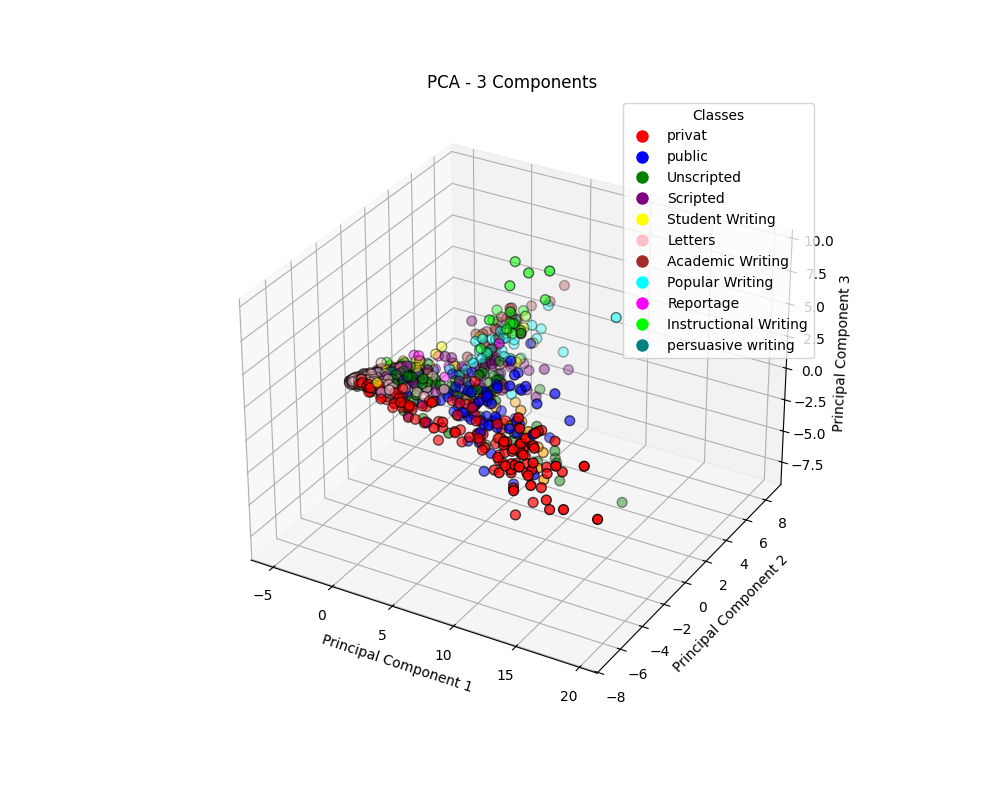 PCA - 3 Components
Classes
privat
public
Unscripted
Scripted
Student Writing
Letters
Academic Writing
Popular Writing
Reportage
Instructional Writing
persuasive writing
10.0
7.5
5.0
2.5
0.0
−2.5
−5.0
−7.5
Principal Component 3
8
6
4
2
0
−2
−4
−6
−8
Principal Component 2
−5
0
5
10
15
20
Principal Component 1